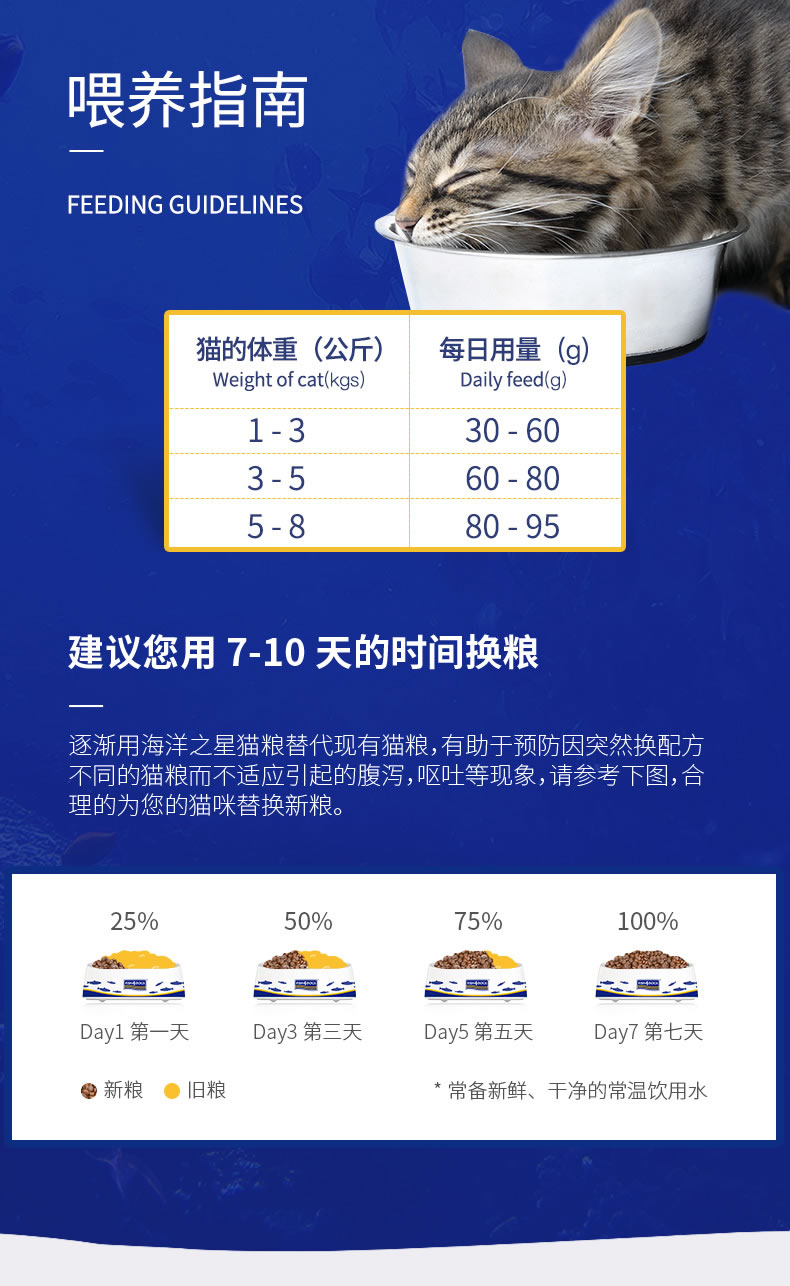 喂养指南
FEEDING GUIDELINES
猫的体重（公斤） 每日用量（g）
Weight of cat(kgs) Daily feed(g)
1 - 3 30 - 60
3 - 5 60 - 80
5 - 8 80 - 95
建议您用 7-10 天的时间换粮
逐渐用海洋之星猫粮替代现有猫粮，有助于预防因突然换配方
不同的猫粮而不适应引起的腹泻，呕吐等现象，请参考下图，合
理的为您的猫咪替换新粮。
25% 50% 75% 100%
Day1 第一天 Day3 第三天 Day5 第五天 Day7 第七天
新粮 旧粮 * 常备新鲜、干净的常温饮用水